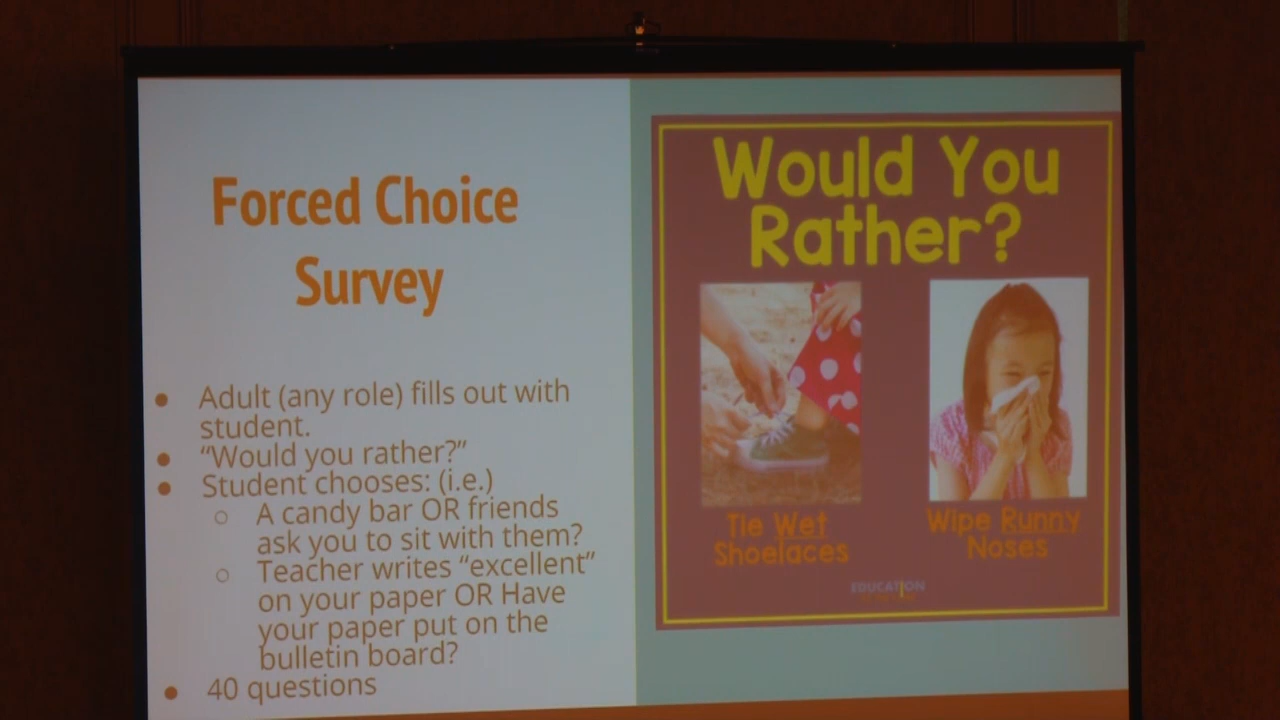 Forced Choice
Survey
● Adult (any role) fills out with
student.
● “Would you rather?”
● Student chooses: (i.e.)
○ A candy bar OR friends
ask you to sit with them?
○ Teacher writes “excellent”
on your paper OR Have
your paper put on the
bulletin board?
● 40 questions
Would You
Rather?
Tie Wet
Shoelaces
Wipe Runny
Noses
EDUCATION